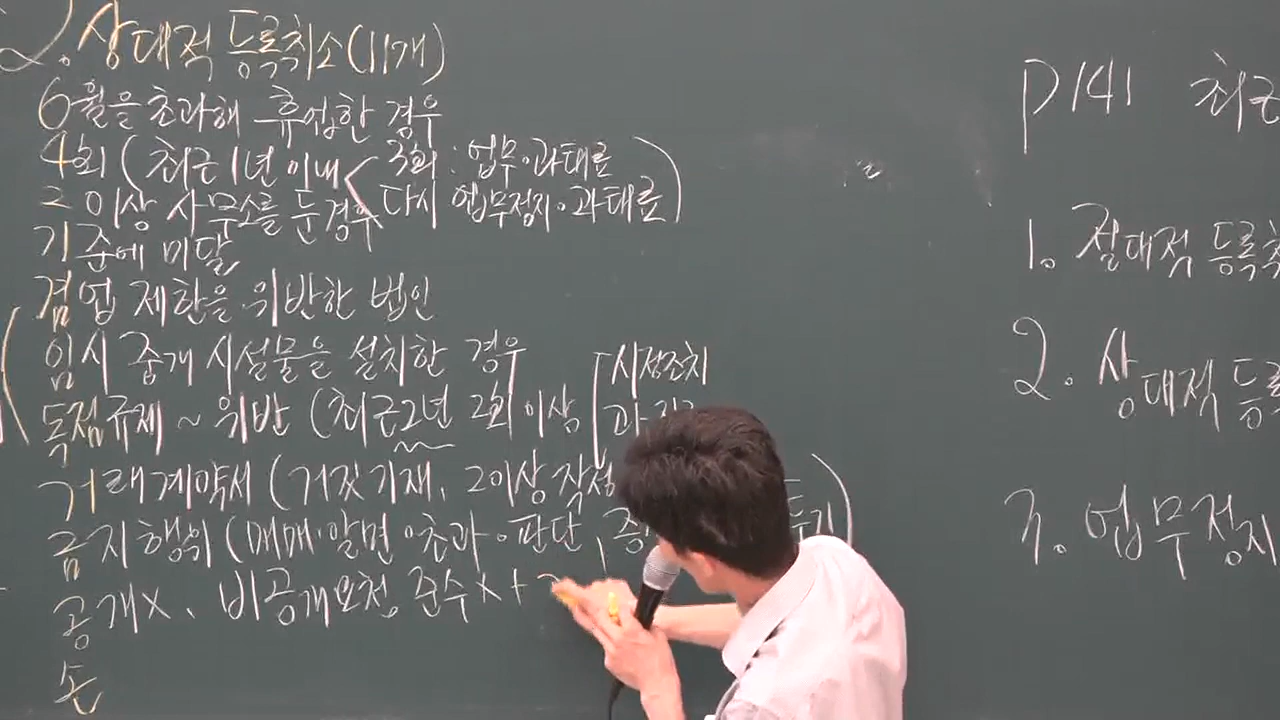 2. 상대적 등록취소(11개)
6월을 초과해 휴업한 경우
4회 (최근 1년 이내 < 3회 : 업무·과태료
다시 업무정지·과태료)
2 이상 사무소를 둔 경우
기준에 미달
겸업 제한을 위반한 법인
임시 중개 시설물을 설치한 경우
독점규제 ~ 위반 (최근2년 2회 이상 [시정조치
과
거래계약서 (거짓기재, 2이상 작성
금지행위 (매매·알면·초과·판단, 증 투기)
공개x、비공개요청 준수x +
손
P141 최근
1. 절대적 등록취
2. 상대적 등록
3. 업무정지